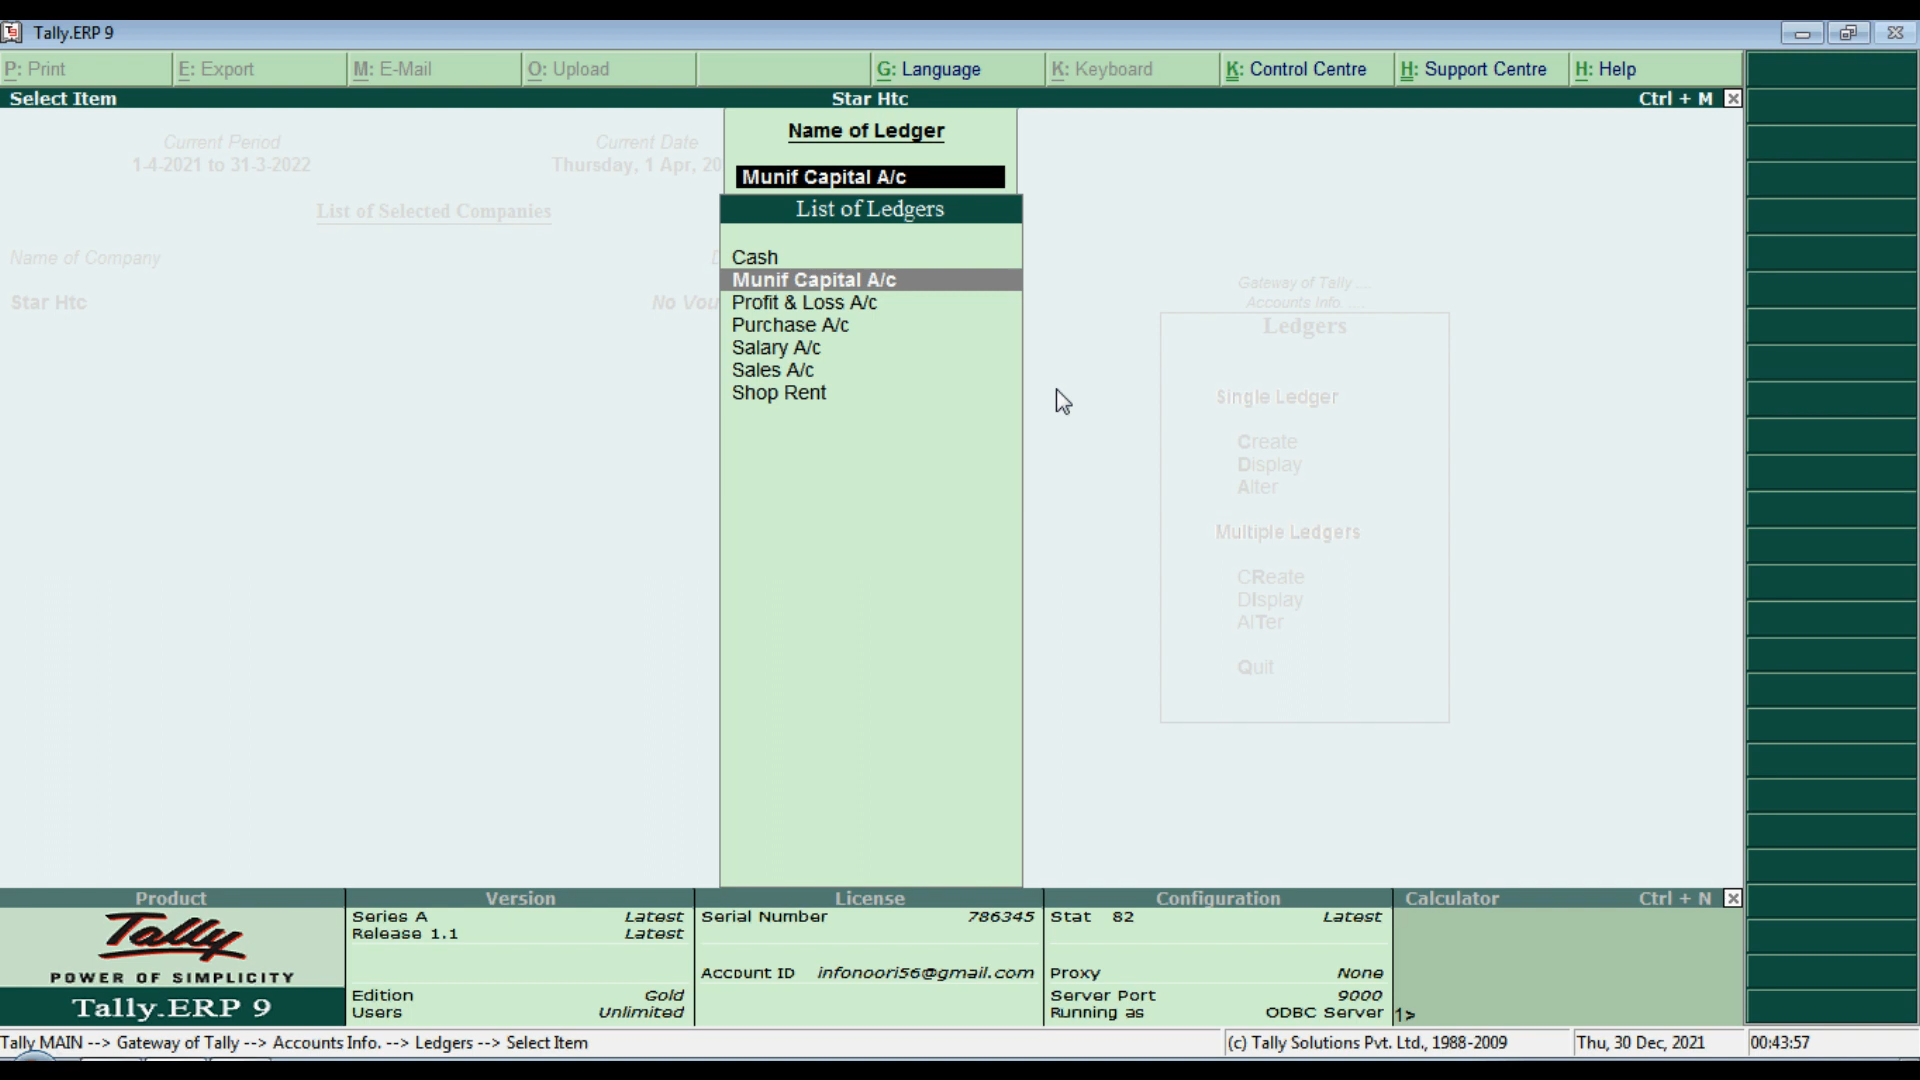 Tally.ERP 9
P: Print E: Export M: E-Mail O: Upload G: Language K: Keyboard K: Control Centre H: Support Centre H: Help
Select Item Star Htc Ctrl + M
Name of Ledger
Munif Capital A/c
Current Period Current Date
1-4-2021 to 31-3-2022 Thursday, 1 Apr, 20
List of Selected Companies
Name of Company
Star Htc No Vou
List of Ledgers
Cash
Munif Capital A/c
Profit & Loss A/c
Purchase A/c
Salary A/c
Sales A/c
Shop Rent
Gateway of Tally ....
Accounts Info. ....
Ledgers
Single Ledger
Create
Display
Alter
Multiple Ledgers
CReate
DIsplay
AlTer
Quit
Product
Tally
POWER OF SIMPLICITY
Tally.ERP 9
Version
Series A Latest
Release 1.1 Latest
Edition Gold
Users Unlimited
License
Serial Number 786345
Account ID infonoori56@gmail.com
Configuration
Stat 82 Latest
Proxy None
Server Port 9000
Running as ODBC Server
Calculator Ctrl + N
1>
Tally MAIN --> Gateway of Tally --> Accounts Info. --> Ledgers --> Select Item (c) Tally Solutions Pvt. Ltd., 1988-2009 Thu, 30 Dec, 2021 00:43:57